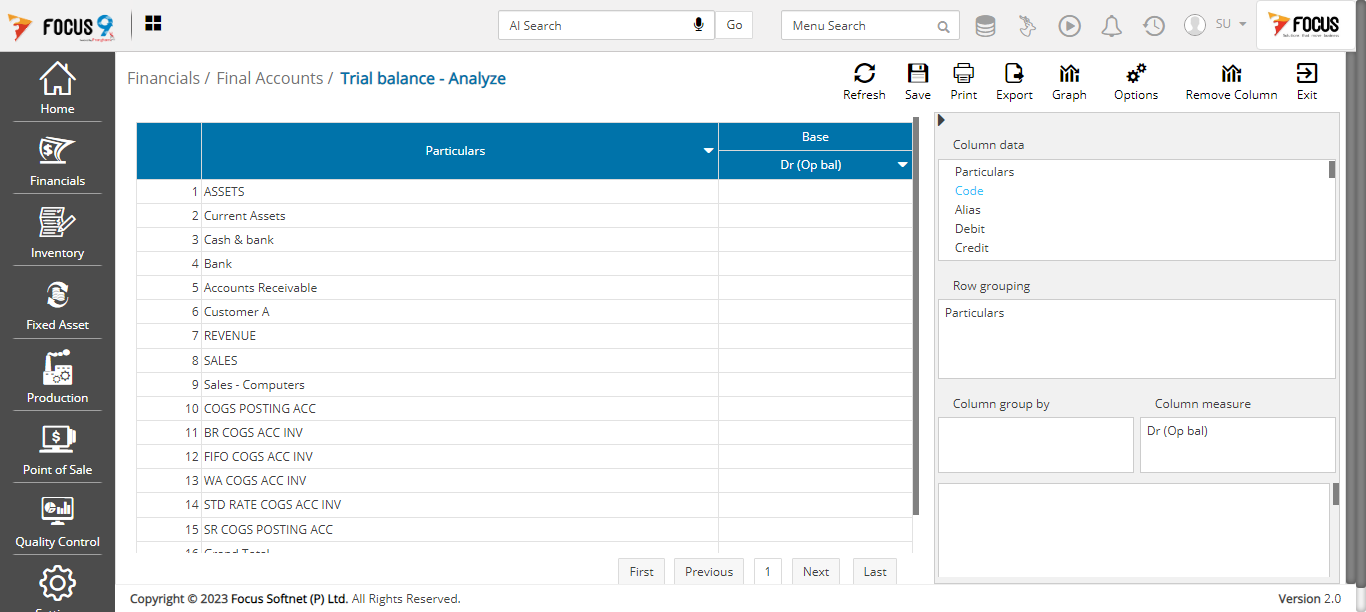 FOCUS 9
AI Search
Go
Menu Search
SU
FOCUS
Home
Financials
Inventory
Fixed Asset
Production
Point of Sale
Quality Control
Financials / Final Accounts / Trial balance - Analyze
Refresh
Save
Print
Export
Graph
Options
Remove Column
Exit
Particulars
Base
Dr (Op bal)
1 ASSETS
2 Current Assets
3 Cash & bank
4 Bank
5 Accounts Receivable
6 Customer A
7 REVENUE
8 SALES
9 Sales - Computers
10 COGS POSTING ACC
11 BR COGS ACC INV
12 FIFO COGS ACC INV
13 WA COGS ACC INV
14 STD RATE COGS ACC INV
15 SR COGS POSTING ACC
16 Grand Total
First
Previous
1
Next
Last
Column data
Particulars
Code
Alias
Debit
Credit
Row grouping
Particulars
Column group by
Column measure
Dr (Op bal)
Copyright © 2023 Focus Softnet (P) Ltd. All Rights Reserved.
Version 2.0